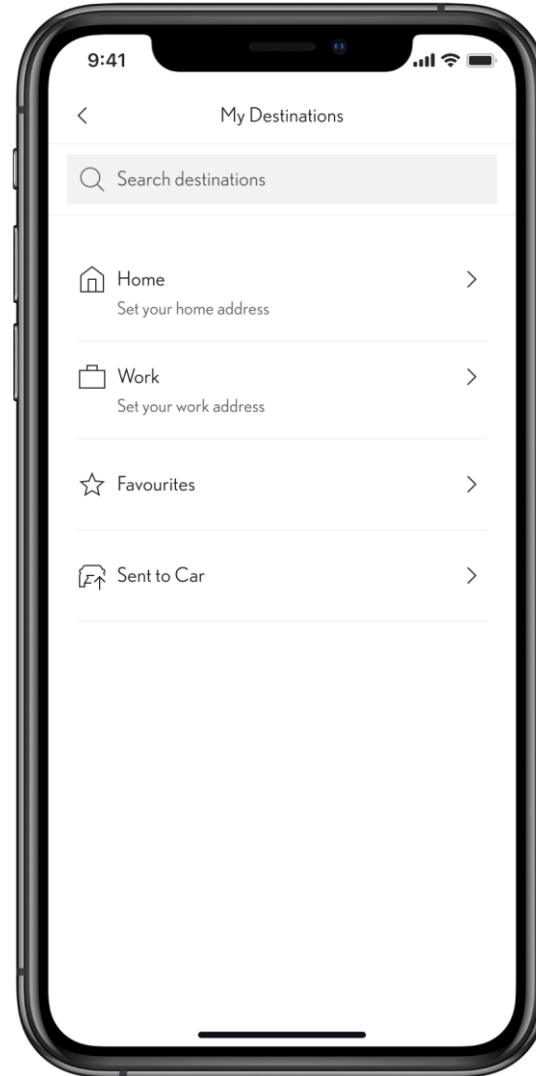 9:41
My Destinations
Search destinations
Home
Set your home address
Work
Set your work address
Favourites
Sent to Car